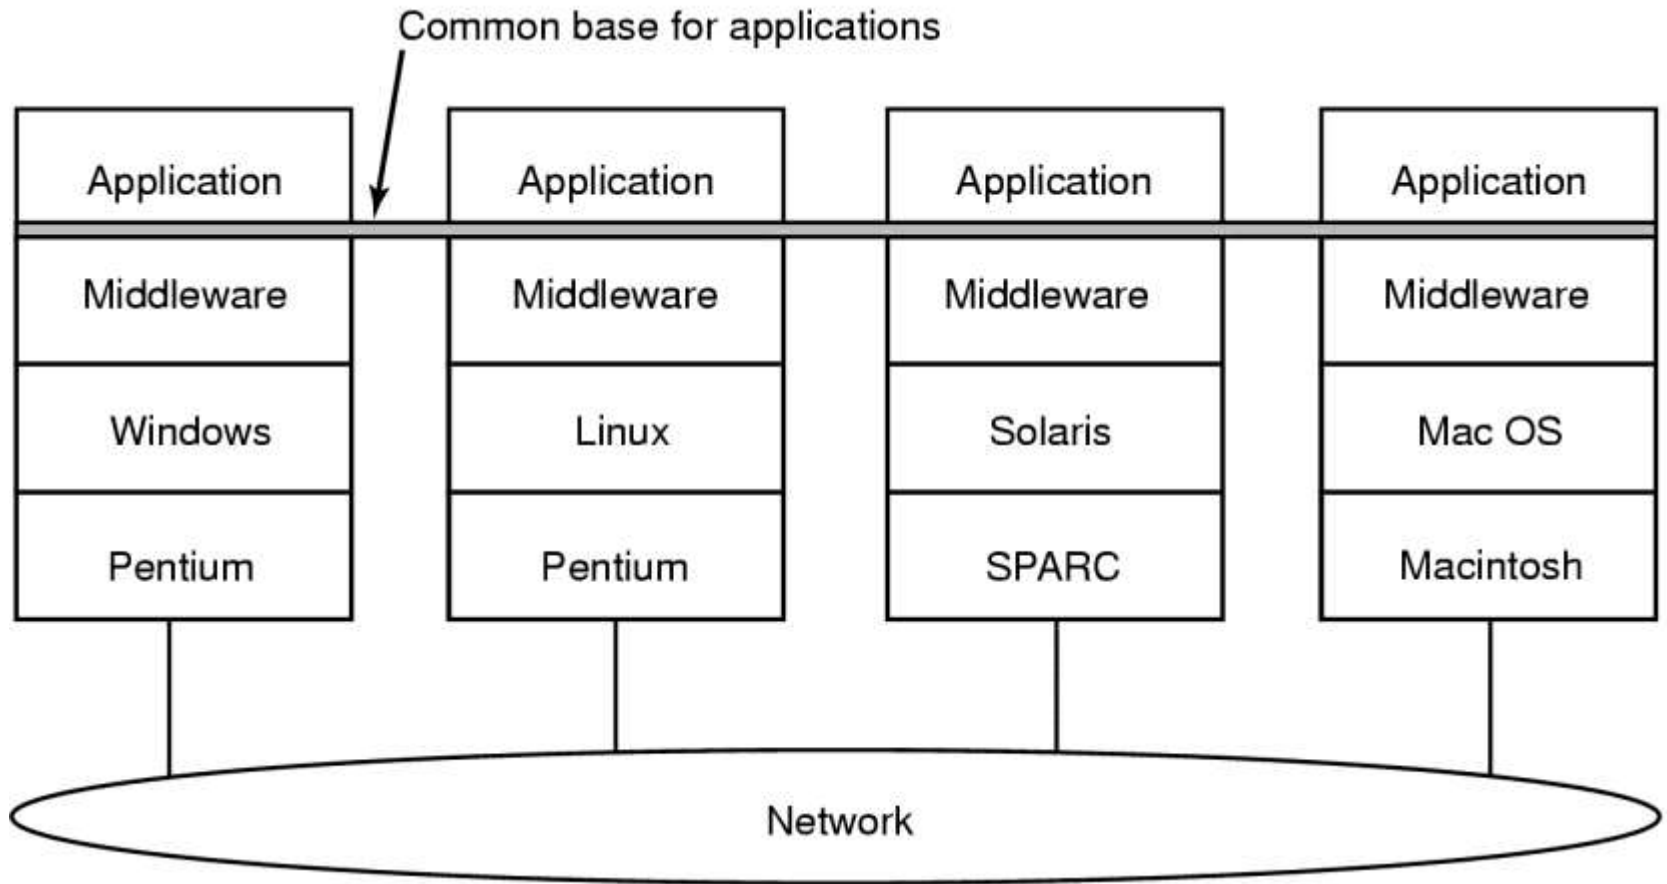 Common base for applications
Application Application Application Application
Middleware Middleware Middleware Middleware
Windows Linux Solaris Mac OS
Pentium Pentium SPARC Macintosh
Network